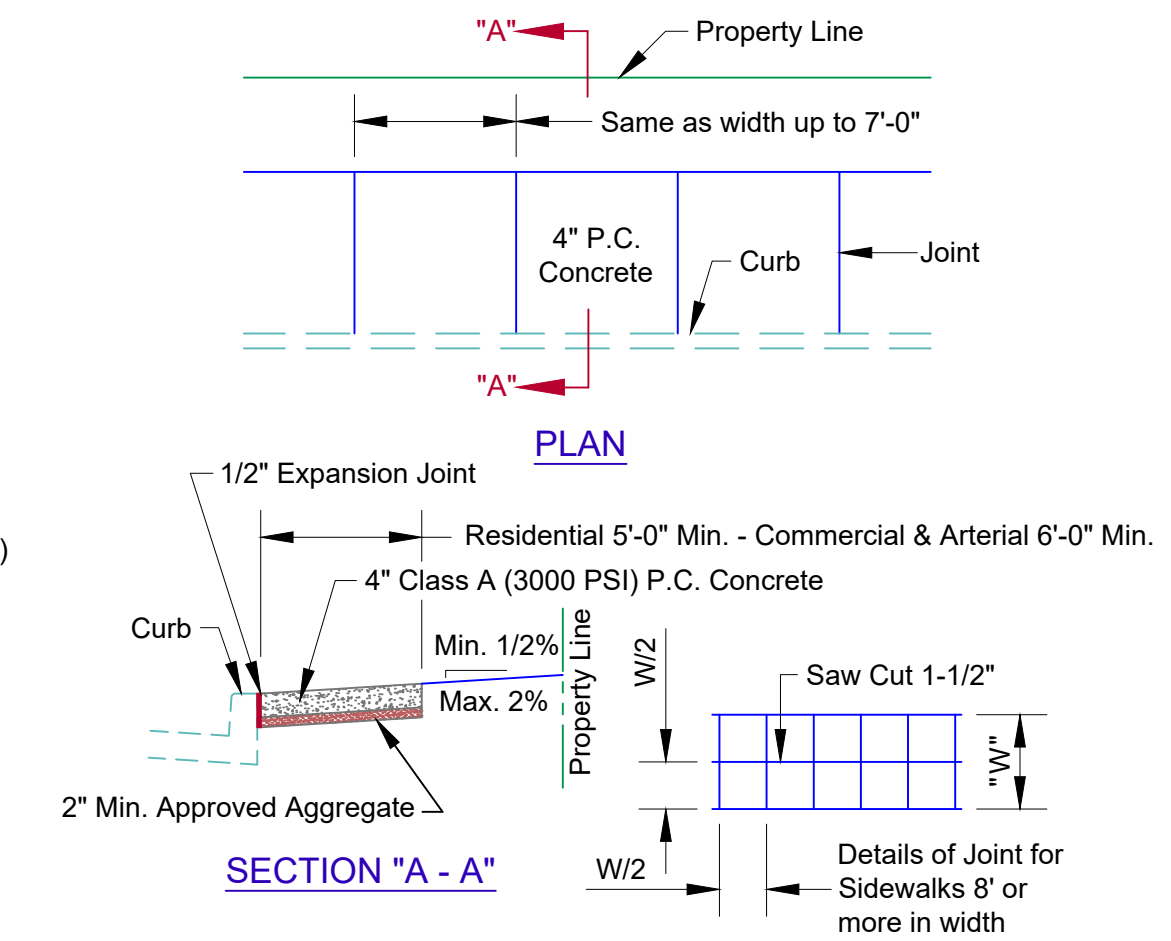 "A"
Property Line
Same as width up to 7'-0"
4" P.C.
Concrete
Curb
Joint
"A"
PLAN
1/2" Expansion Joint
)
Residential 5'-0" Min. - Commercial & Arterial 6'-0" Min.
4" Class A (3000 PSI) P.C. Concrete
Curb
Min. 1/2%
Max. 2%
Property Line
2" Min. Approved Aggregate
SECTION "A - A"
W/2
Saw Cut 1-1/2"
"W"
W/2
Details of Joint for
Sidewalks 8' or
more in width